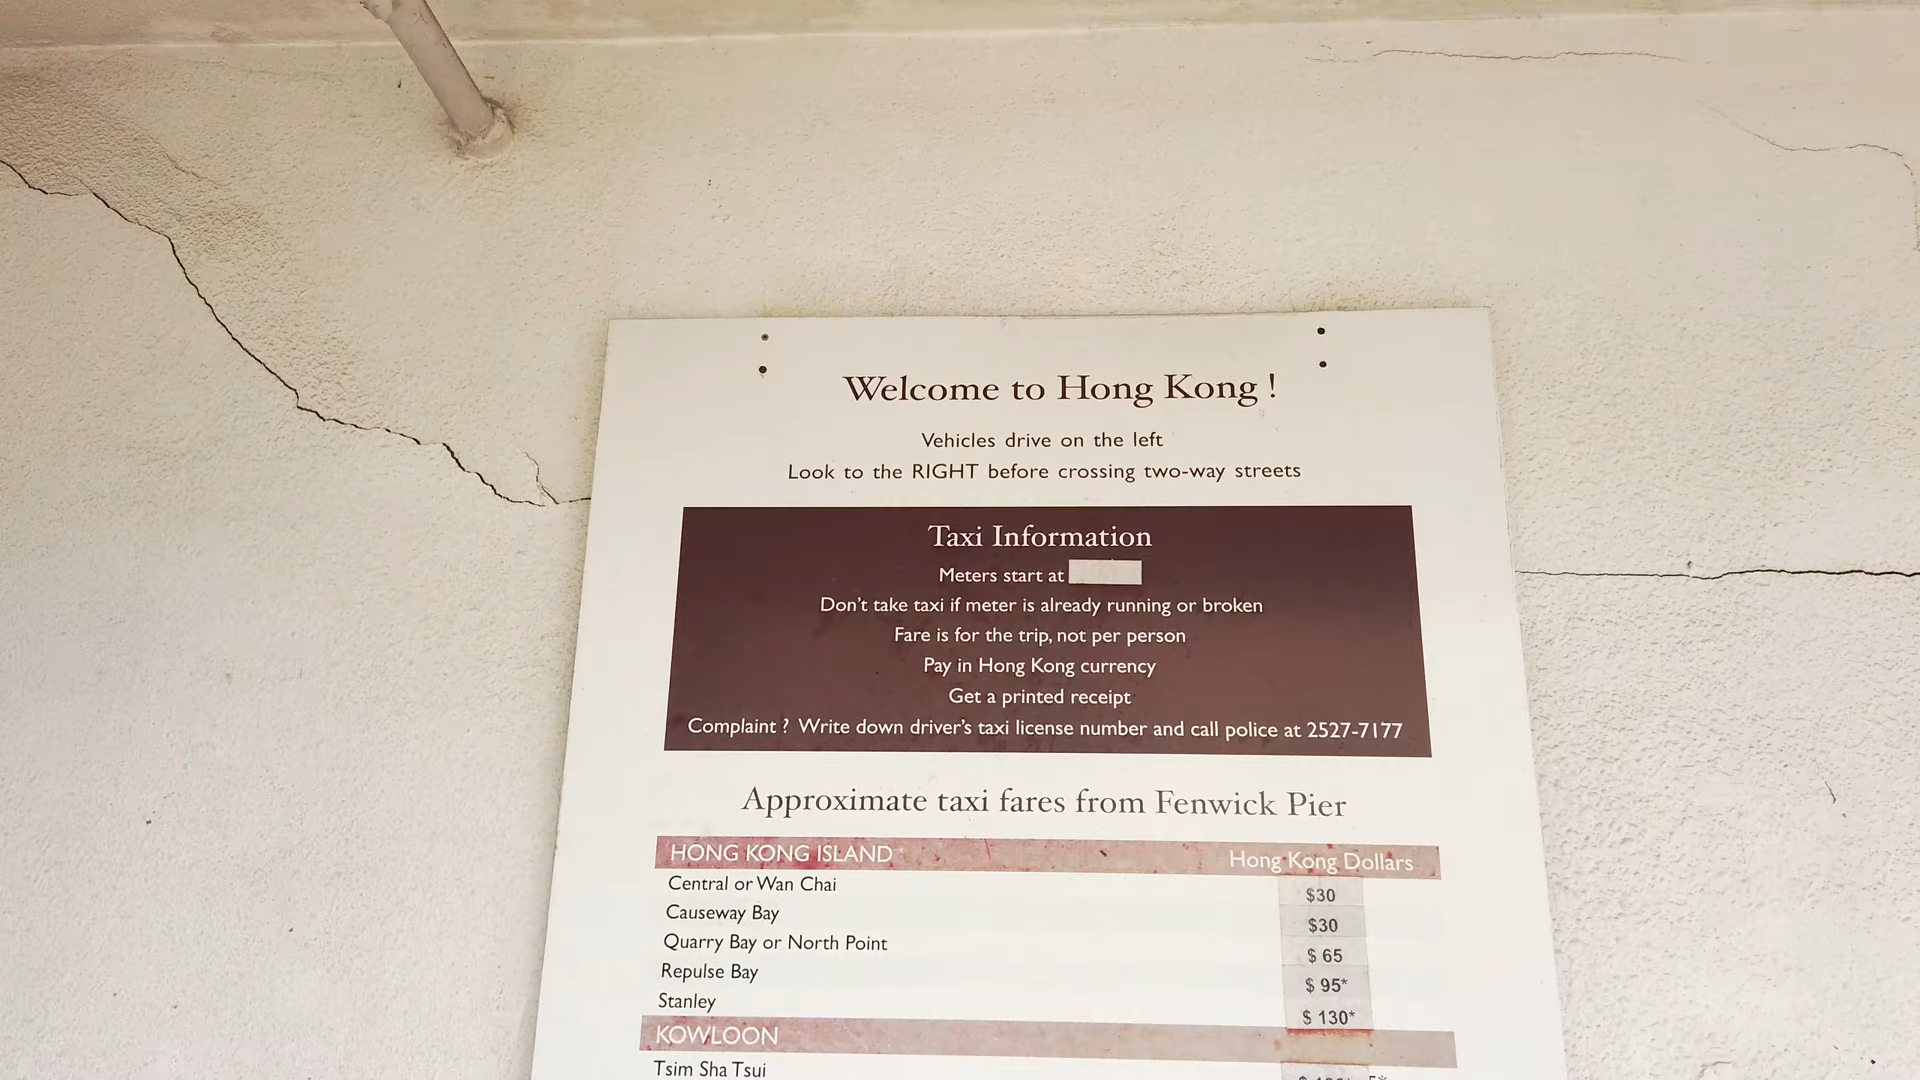 Welcome to Hong Kong !
Vehicles drive on the left
Look to the RIGHT before crossing two-way streets
Taxi Information
Meters start at
Don't take taxi if meter is already running or broken
Fare is for the trip, not per person
Pay in Hong Kong currency
Get a printed receipt
Complaint ? Write down driver's taxi license number and call police at 2527-7177
Approximate taxi fares from Fenwick Pier
HONG KONG ISLAND Hong Kong Dollars
Central or Wan Chai $30
Causeway Bay $30
Quarry Bay or North Point $ 65
Repulse Bay $ 95*
Stanley $ 130*
KOWLOON
Tsim Sha Tsui